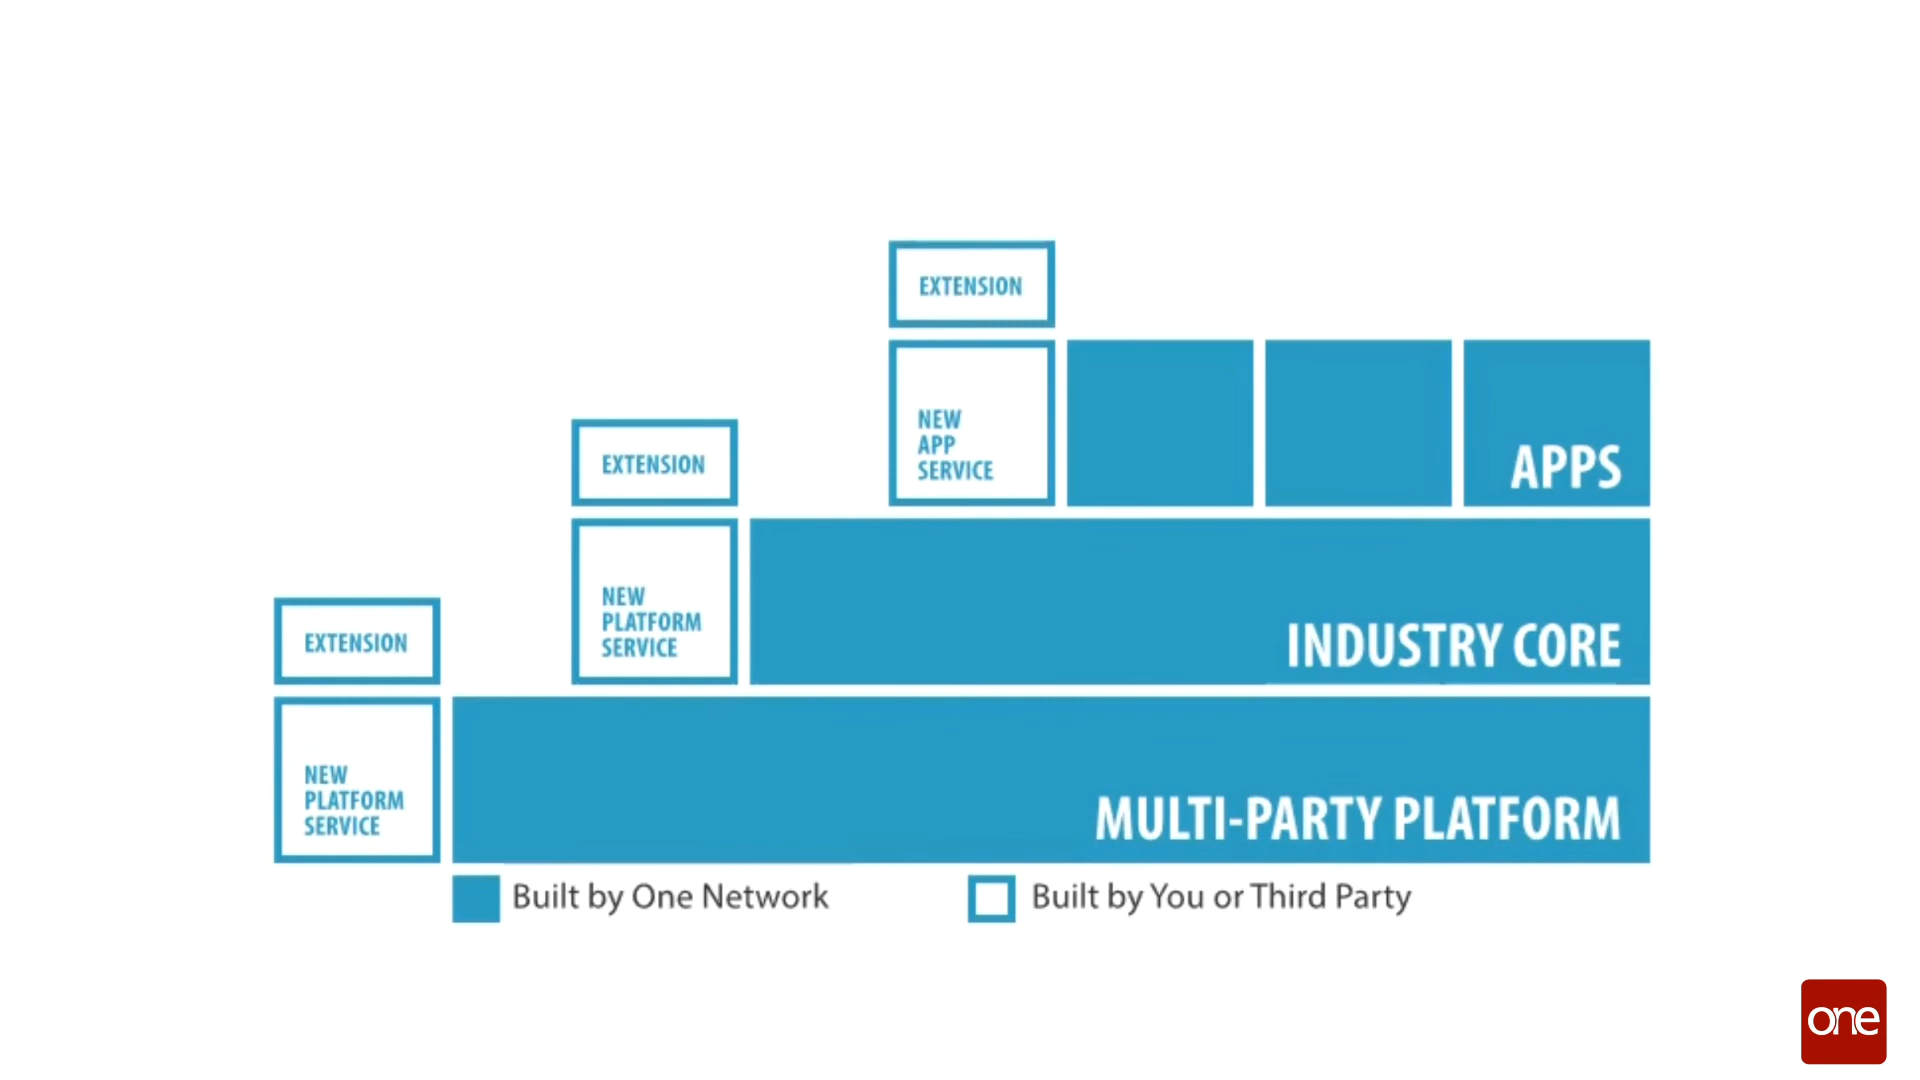 EXTENSION
NEW
APP
SERVICE
APPS
EXTENSION
NEW
PLATFORM
SERVICE
INDUSTRY CORE
EXTENSION
NEW
PLATFORM
SERVICE
MULTI-PARTY PLATFORM
Built by One Network
Built by You or Third Party
one